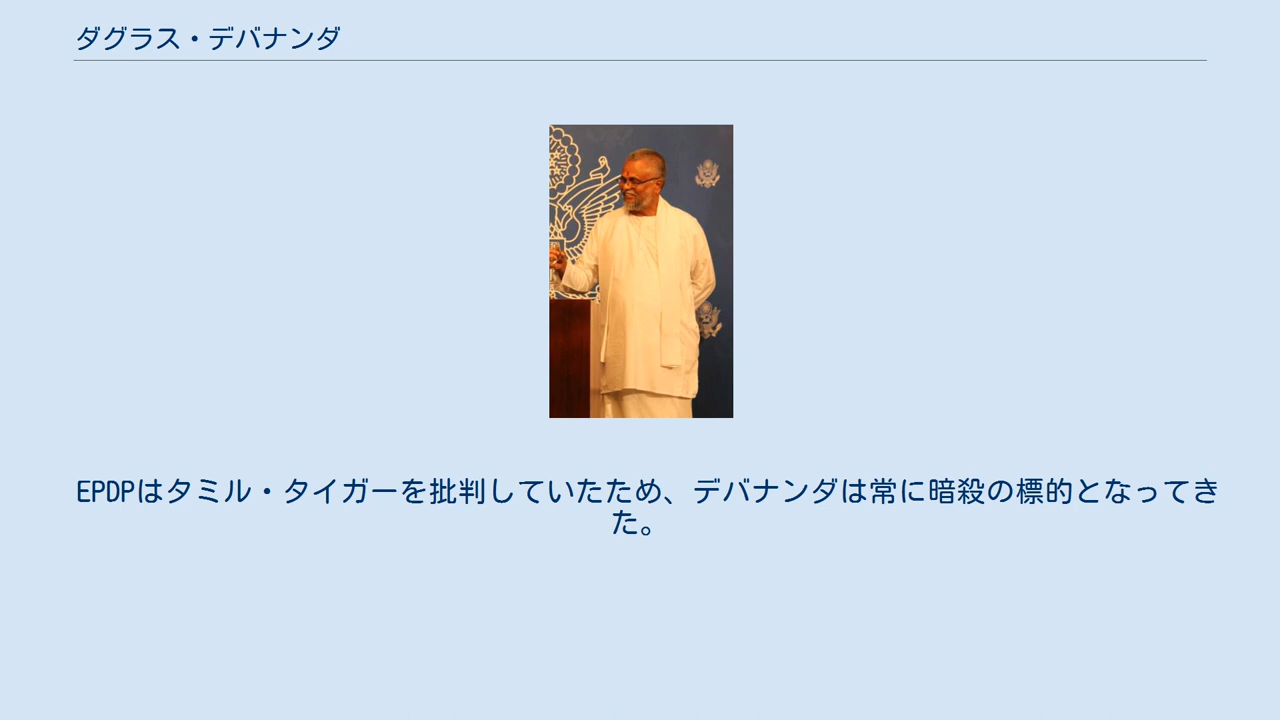 ダグラス・デバナンダ
EPDPはタミル・タイガーを批判していたため、デバナンダは常に暗殺の標的となってき
た。